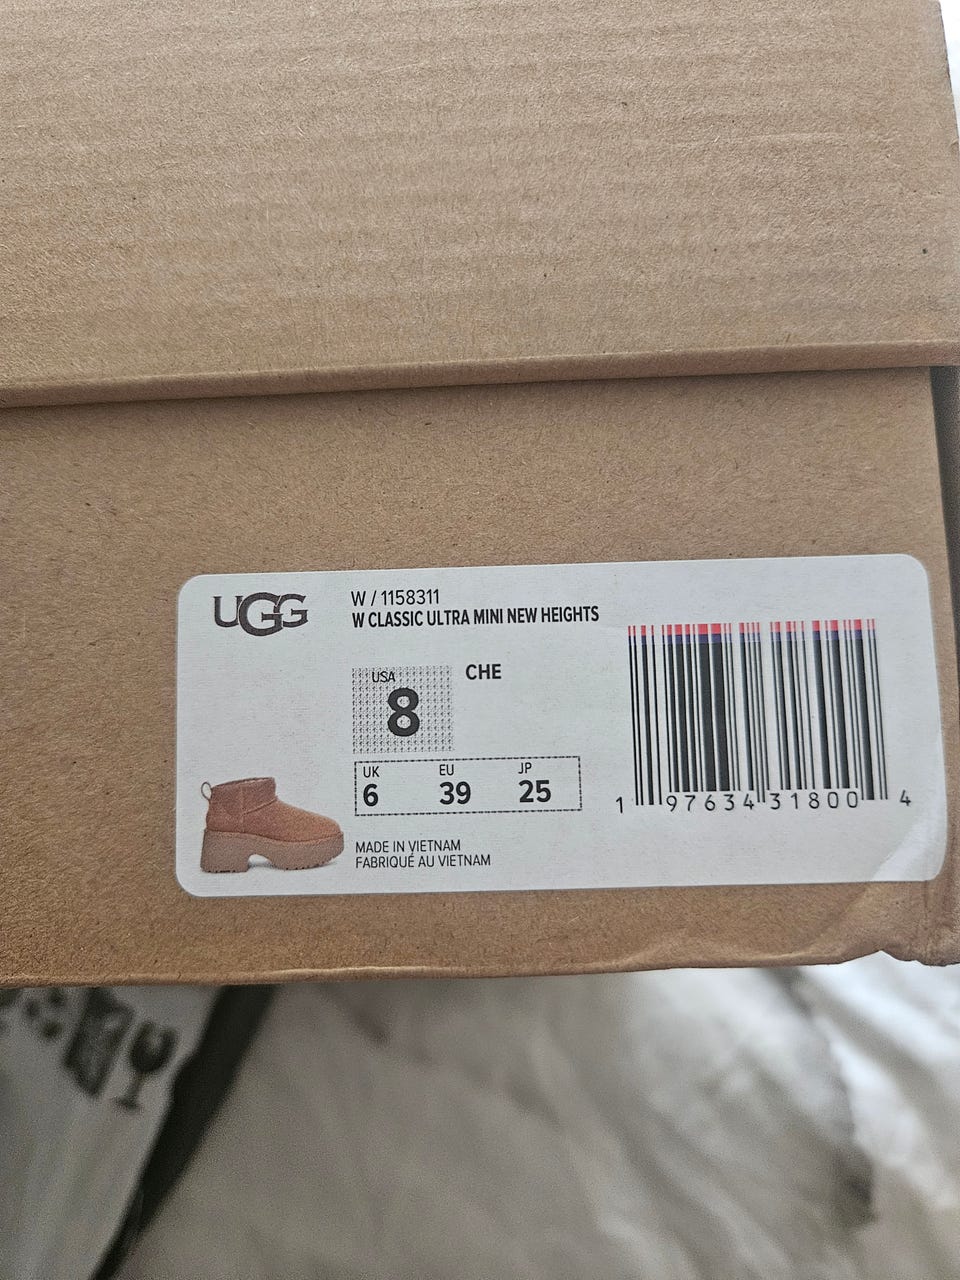 UGG
W / 1158311
W CLASSIC ULTRA MINI NEW HEIGHTS
USA
8
CHE
UK EU JP
6 39 25
MADE IN VIETNAM
FABRIQUÉ AU VIETNAM
1 97634 31800 4